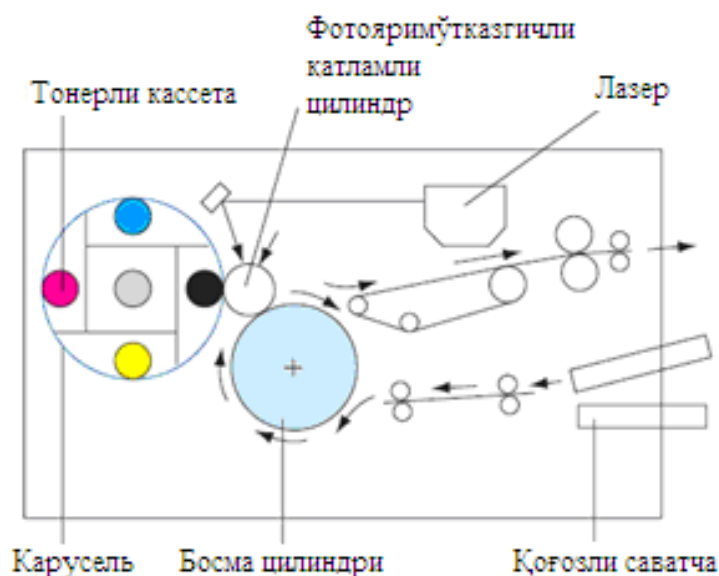 Фотояримўтказгичли
қатламли
цилиндр
Тонерли кассета
Лазер
Карусель
Босма цилиндри
Қоғозли саватча